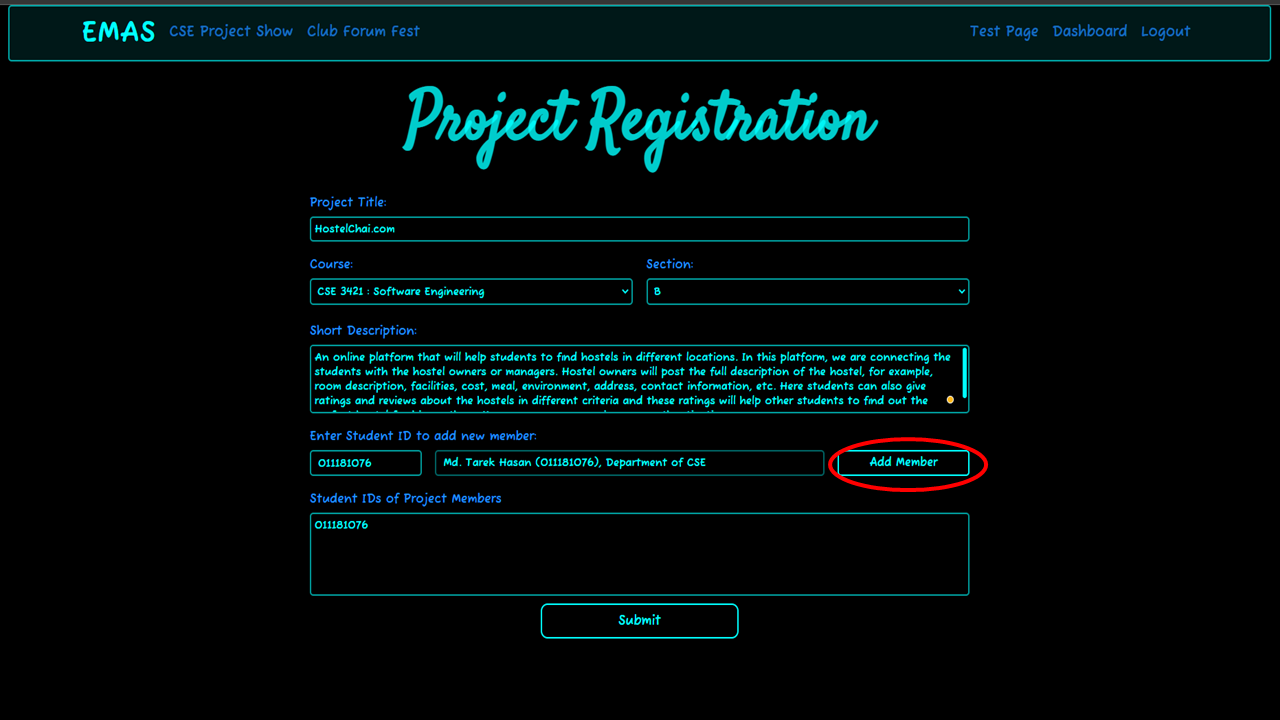 EMAS CSE Project Show Club Forum Fest Test Page Dashboard Logout
Project Registration
Project Title:
HostelChai.com
Course: Section:
CSE 3421 : Software Engineering B
Short Description:
An online platform that will help students to find hostels in different locations. In this platform, we are connecting the
students with the hostel owners or managers. Hostel owners will post the full description of the hostel, for example,
room description, facilities, cost, meal, environment, address, contact information, etc. Here students can also give
ratings and reviews about the hostels in different criteria and these ratings will help other students to find out the
Enter Student ID to add new member:
011181076 Md. Tarek Hasan (011181076), Department of CSE Add Member
Student IDs of Project Members
011181076
Submit